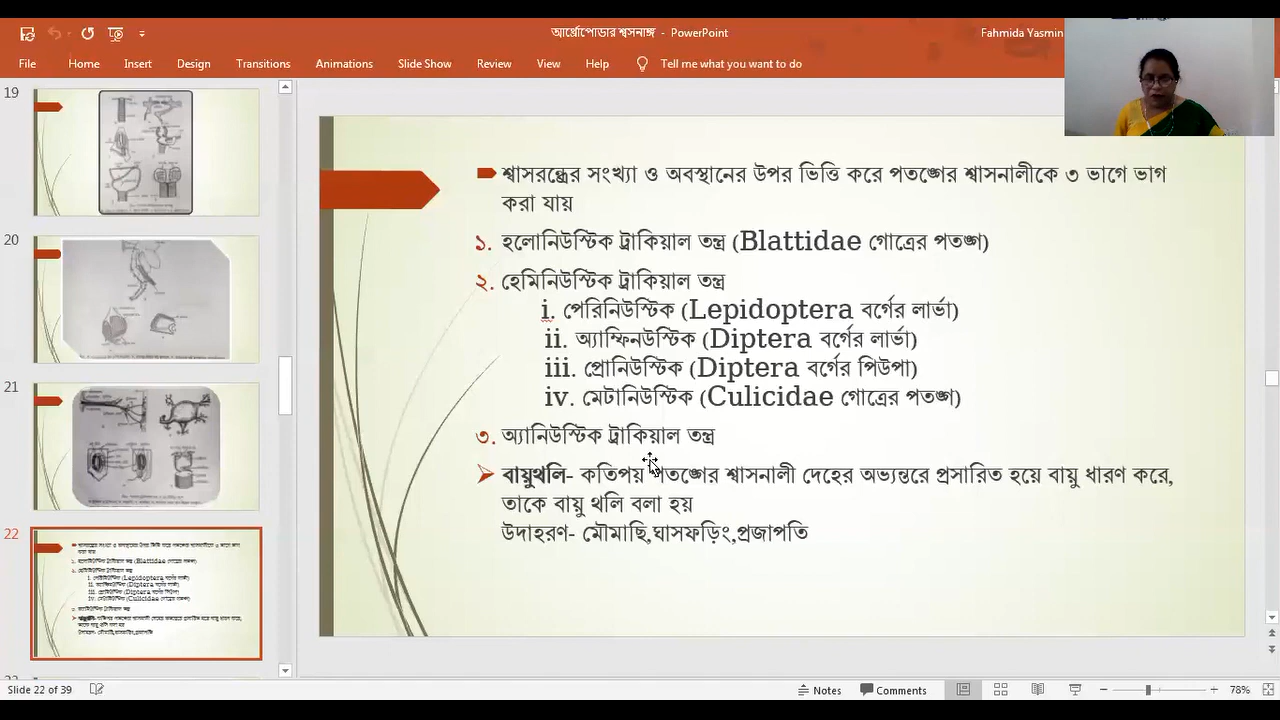 আর্থ্রোপোডার শ্বসনাঙ্গ - PowerPoint
Fahmida Yasmin
File Home Insert Design Transitions Animations Slide Show Review View Help Tell me what you want to do
19
20
21
22
শ্বাসরন্ধ্রের সংখ্যা ও অবস্থানের উপর ভিত্তি করে পতঙ্গের শ্বাসনালীকে ৩ ভাগে ভাগ
করা যায়
১. হলোনিউস্টিক ট্রাকিয়াল তন্ত্র (Blattidae গোত্রের পতঙ্গ)
২. হেমিনিউস্টিক ট্রাকিয়াল তন্ত্র
i. পেরিনিউস্টিক (Lepidoptera বর্গের লার্ভা)
ii. অ্যাম্ফিনউস্টিক (Diptera বর্গের লার্ভা)
iii. প্রোনিউস্টিক (Diptera বর্গের পিউপা)
iv. মেটানিউস্টিক (Culicidae গোত্রের পতঙ্গ)
৩. অ্যানিউস্টিক ট্রাকিয়াল তন্ত্র
বায়ুথলি- কতিপয় পতঙ্গের শ্বাসনালী দেহের অভ্যন্তরে প্রসারিত হয়ে বায়ু ধারণ করে,
তাকে বায়ু থলি বলা হয়
উদাহরণ- মৌমাছি,ঘাসফড়িং,প্রজাপতি
Slide 22 of 39
Notes Comments 78%